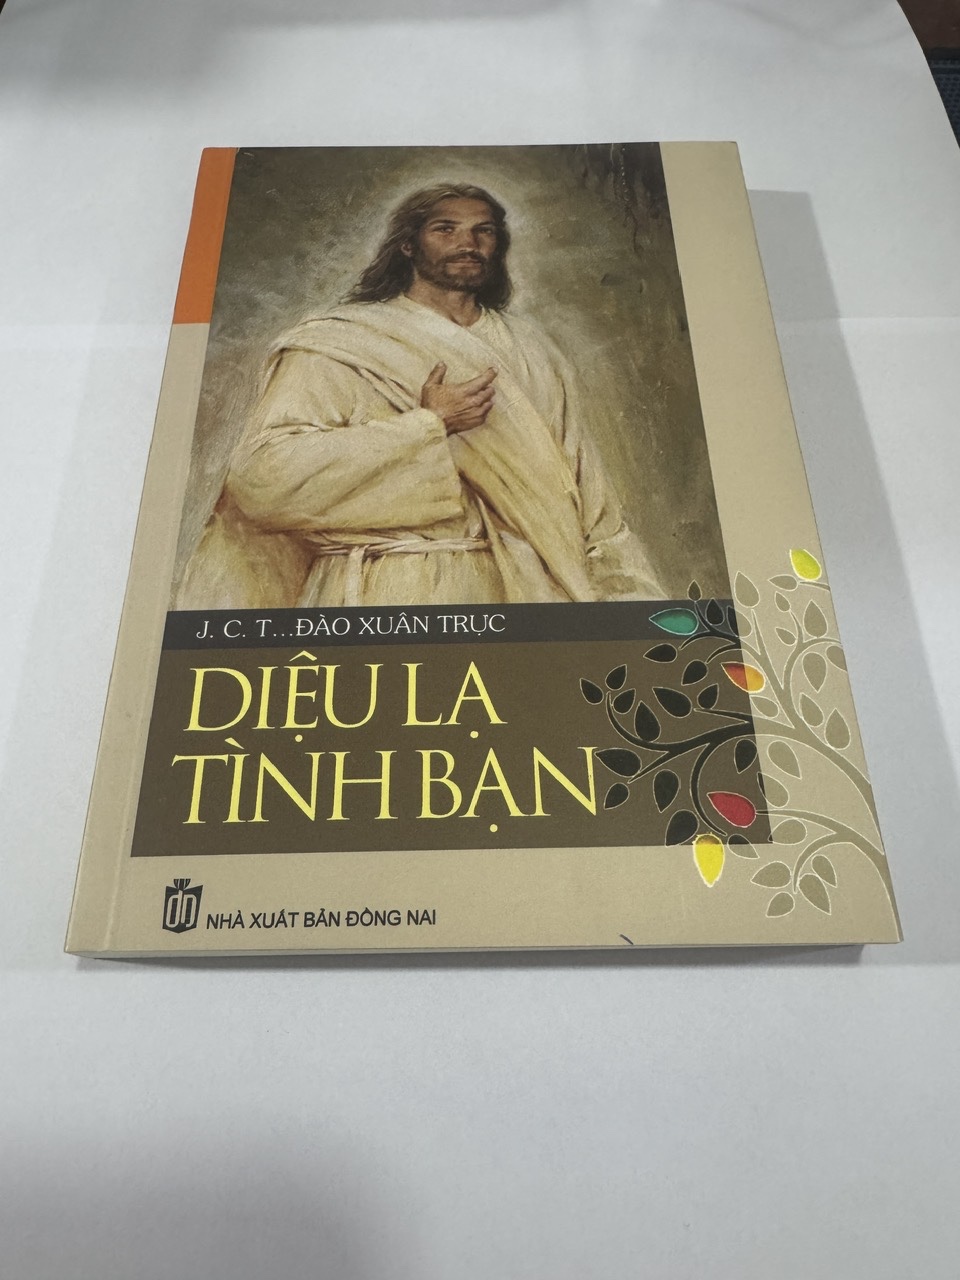 J. C. T...ĐÀO XUÂN TRỰC
DIỆU LẠ
TÌNH BẠN
NHÀ XUẤT BẢN ĐỒNG NAI